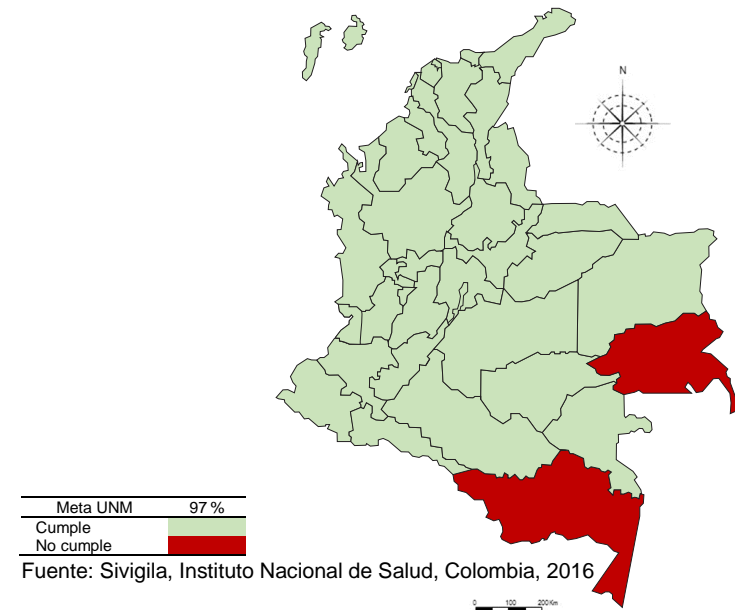 N
Meta UNM 97 %
Cumple
No cumple
Fuente: Sivigila, Instituto Nacional de Salud, Colombia, 2016
0 100 200 Km